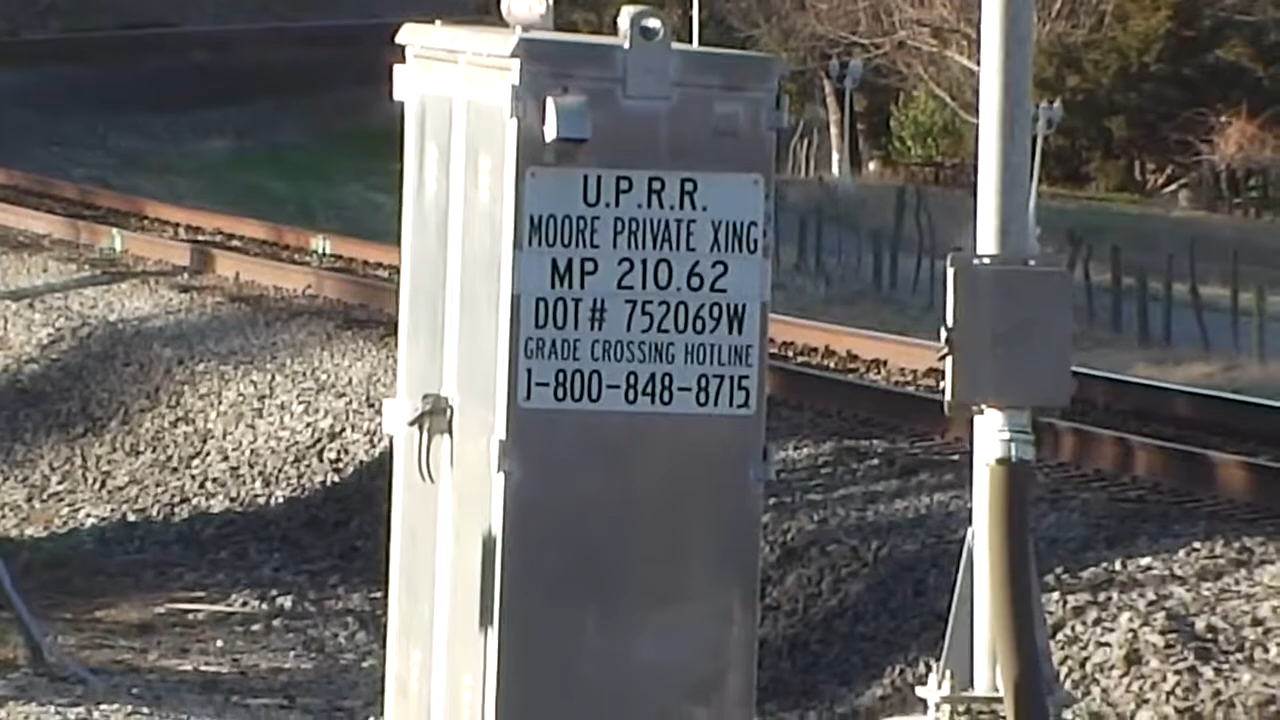 U.P.R.R.
MOORE PRIVATE XING
MP 210.62
DOT# 752069W
GRADE CROSSING HOTLINE
1-800-848-8715